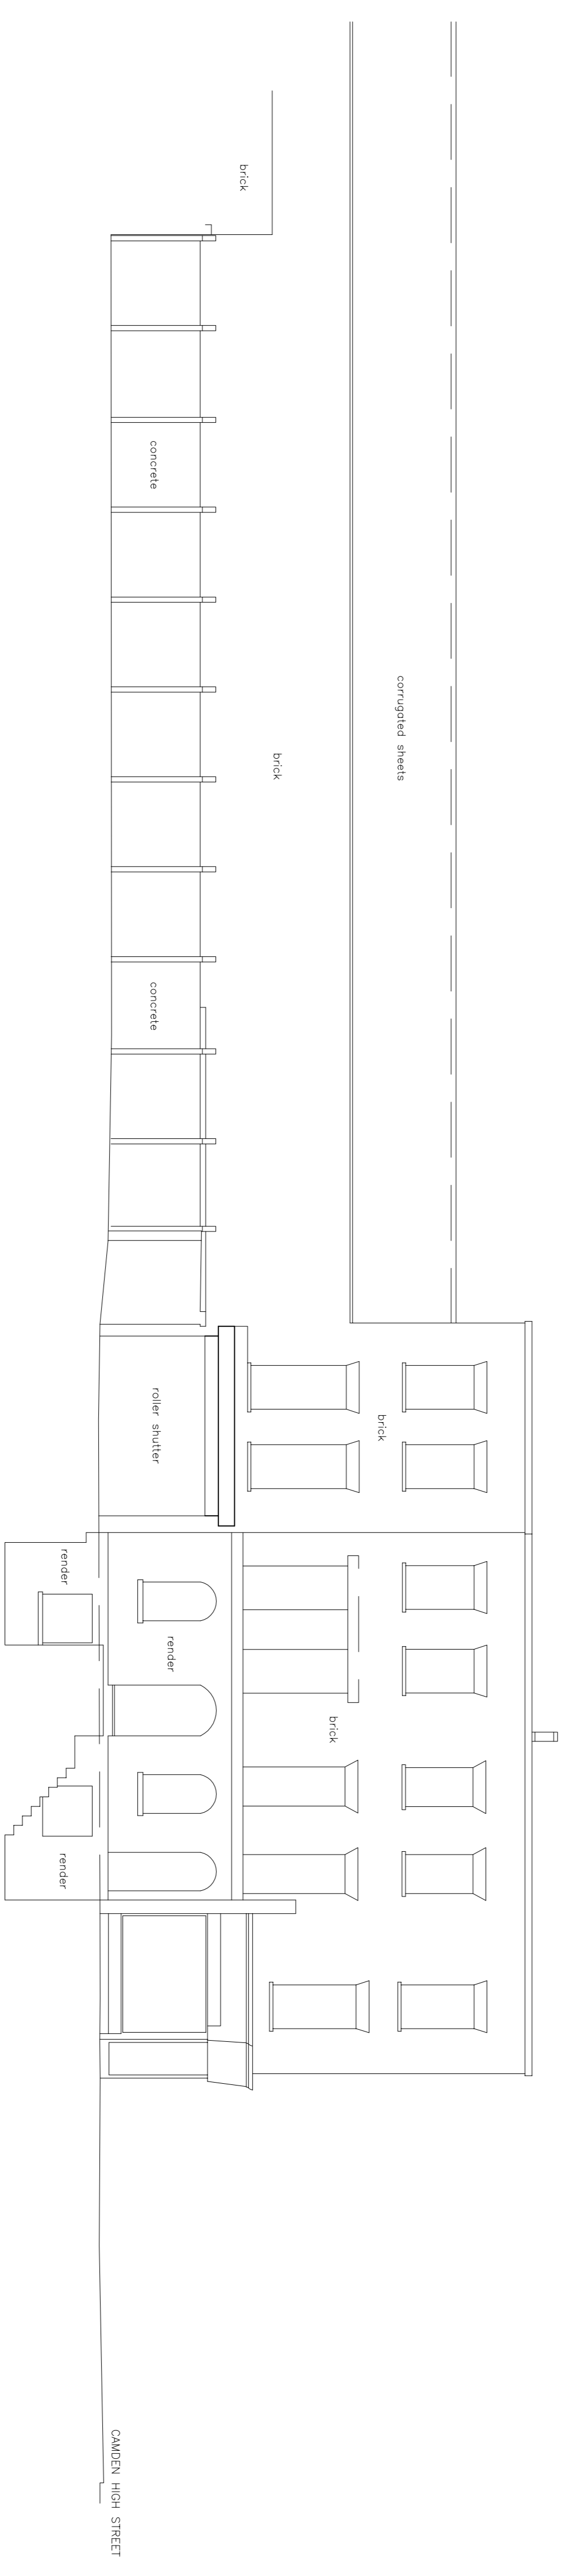 brick
concrete
corrugated sheets
brick
concrete
roller shutter
brick
render
render
brick
render
CAMDEN HIGH STREET